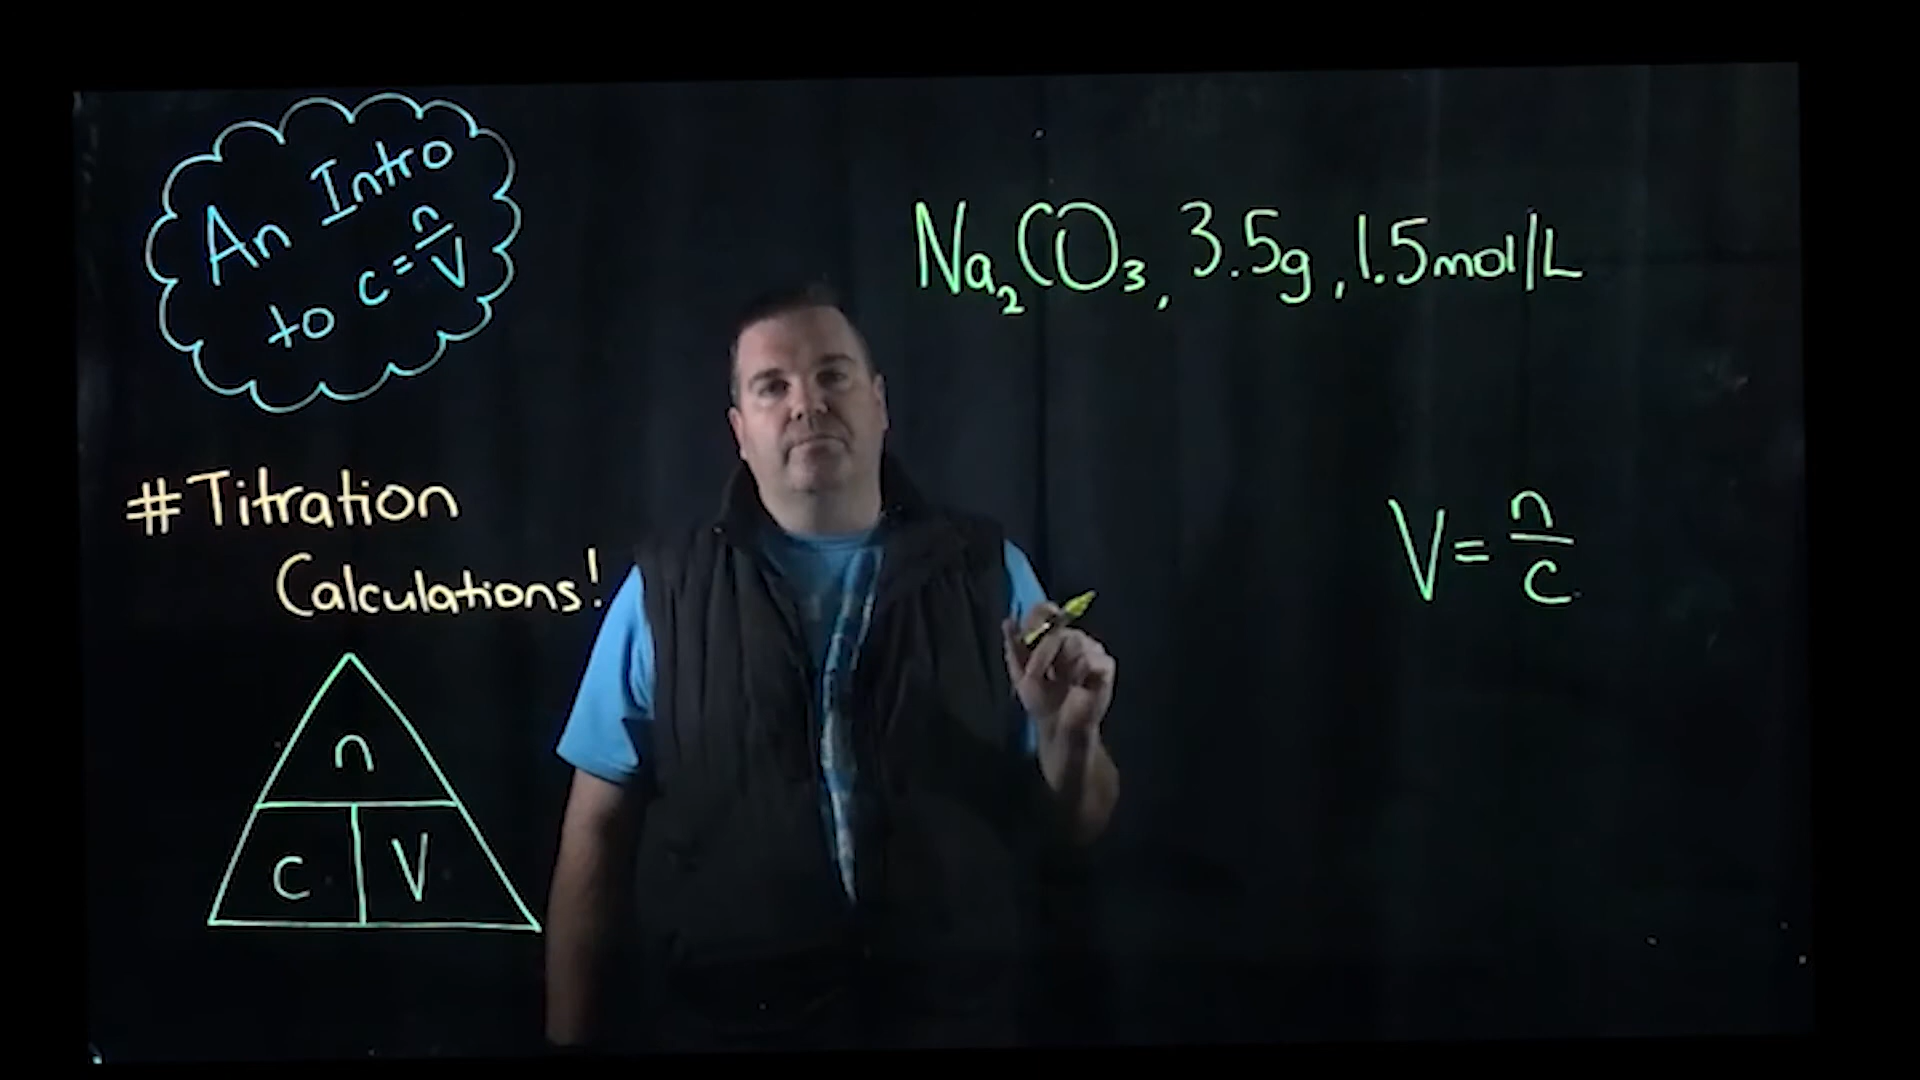 An Intro
to c = n/V
#Titration
Calculations!
n
c V
Na₂CO₃, 3.5g, 1.5mol/L
V = n/c